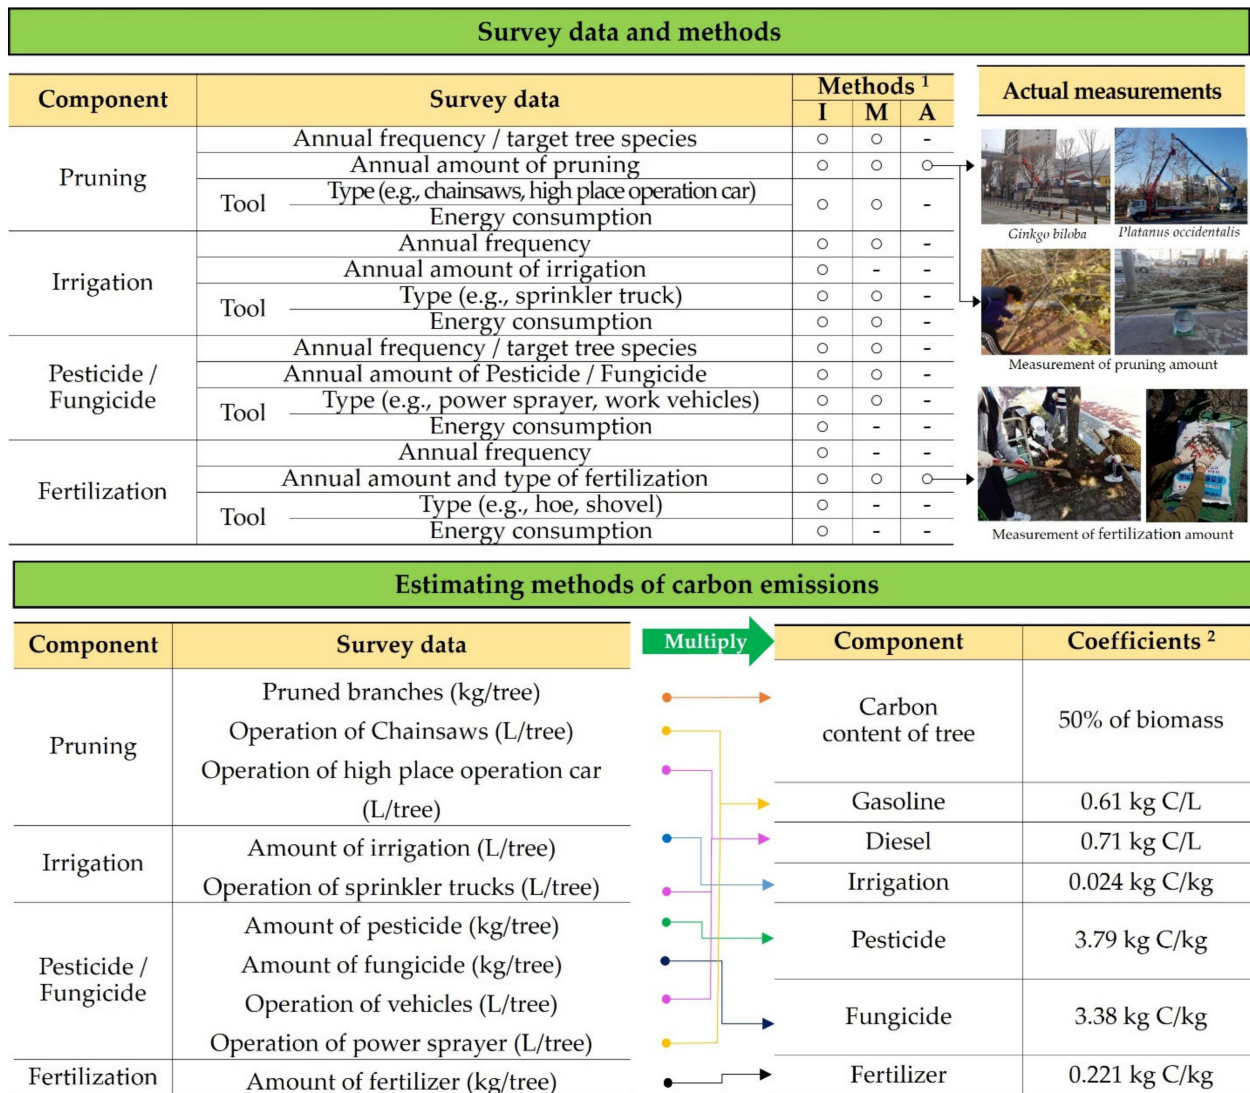 Survey data and methods
Component Survey data Methods 1
I M A
Actual measurements
Pruning
Annual frequency / target tree species ○ ○ -
Annual amount of pruning ○ ○ ○
Tool
Type (e.g., chainsaws, high place operation car)
○ ○ -
Energy consumption
Irrigation
Annual frequency ○ ○ -
Annual amount of irrigation ○ - -
Tool
Type (e.g., sprinkler truck) ○ ○ -
Energy consumption ○ ○ -
Pesticide /
Fungicide
Annual frequency / target tree species ○ ○ -
Annual amount of Pesticide / Fungicide ○ ○ -
Tool
Type (e.g., power sprayer, work vehicles) ○ ○ -
Energy consumption ○ - -
Fertilization
Annual frequency ○ - -
Annual amount and type of fertilization ○ ○ ○
Tool
Type (e.g., hoe, shovel) ○ - -
Energy consumption ○ - -
Ginkgo biloba
Platanus occidentalis
Measurement of pruning amount
Measurement of fertilization amount
Estimating methods of carbon emissions
Component Survey data
Multiply
Component Coefficients 2
Pruning
Pruned branches (kg/tree)
Operation of Chainsaws (L/tree)
Operation of high place operation car
(L/tree)
Irrigation
Amount of irrigation (L/tree)
Operation of sprinkler trucks (L/tree)
Pesticide /
Fungicide
Amount of pesticide (kg/tree)
Amount of fungicide (kg/tree)
Operation of vehicles (L/tree)
Operation of power sprayer (L/tree)
Fertilization
Amount of fertilizer (kg/tree)
Carbon
content of tree
50% of biomass
Gasoline 0.61 kg C/L
Diesel 0.71 kg C/L
Irrigation 0.024 kg C/kg
Pesticide 3.79 kg C/kg
Fungicide 3.38 kg C/kg
Fertilizer 0.221 kg C/kg